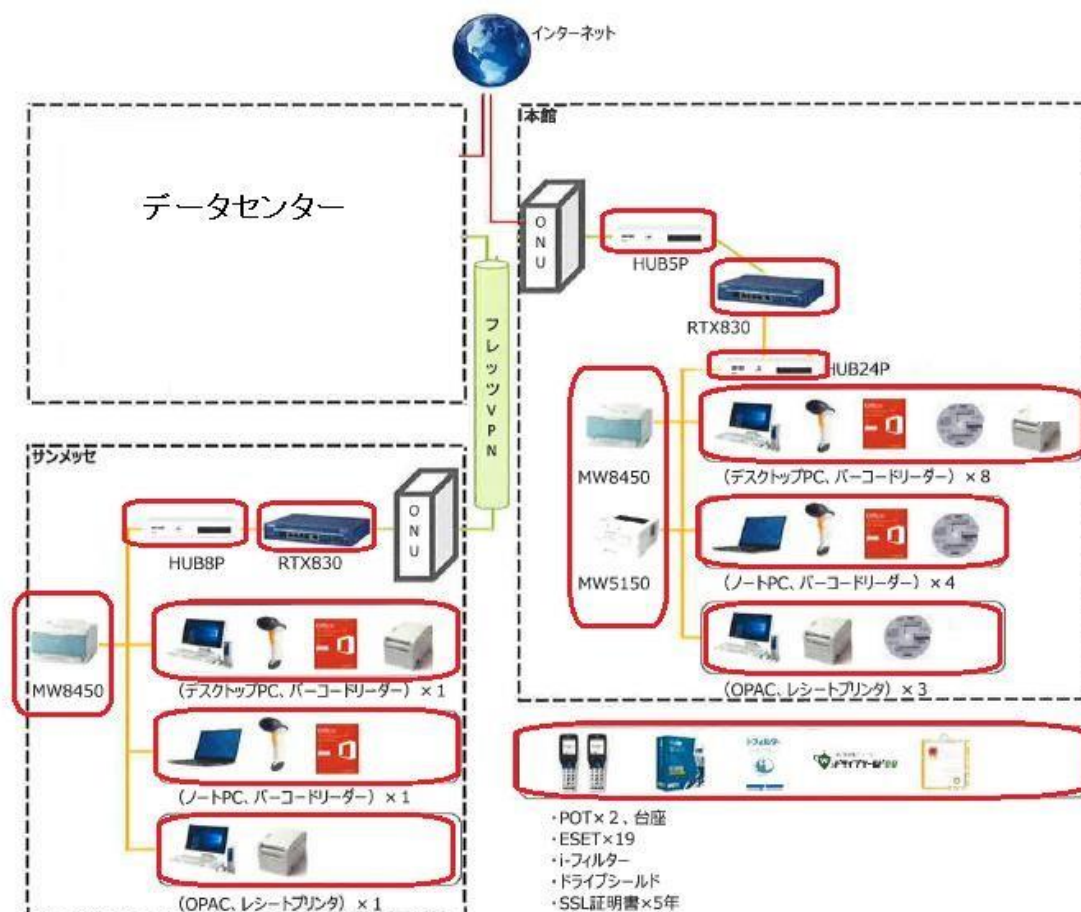 インターネット
データセンター
本館
ONU
HUB5P
RTX830
HUB24P
フレッツVPN
MW8450
MW5150
(デスクトップPC、バーコードリーダー)×8
(ノートPC、バーコードリーダー)×4
(OPAC、レシートプリンタ)×3
サンメッセ
ONU
HUB8P
RTX830
MW8450
(デスクトップPC、バーコードリーダー)×1
(ノートPC、バーコードリーダー)×1
(OPAC、レシートプリンタ)×1
・POT×2、台座
・ESET×19
・i-フィルター
・ドライブシールド
・SSL証明書×5年